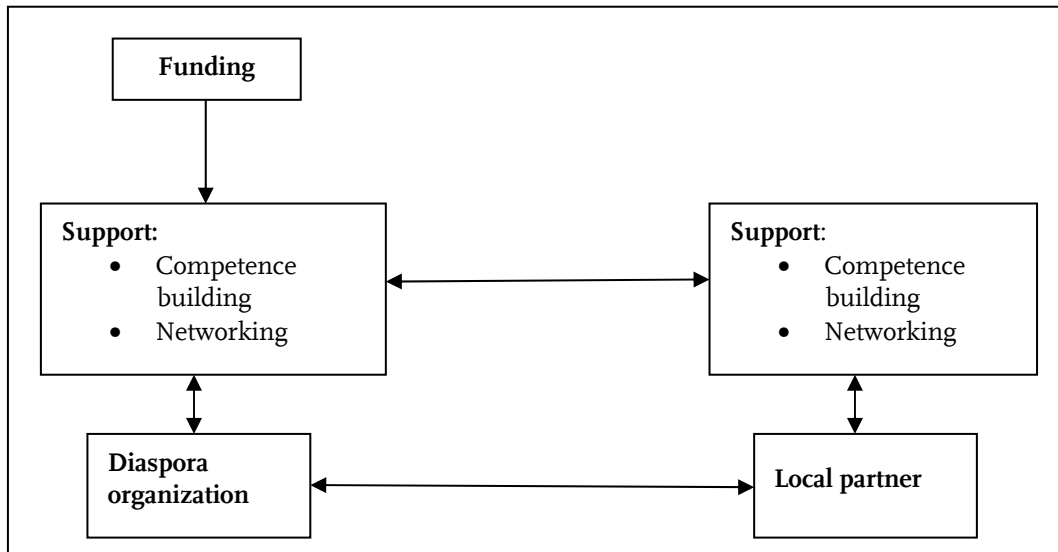 Funding
Support:
• Competence
building
• Networking
Support:
• Competence
building
• Networking
Diaspora
organization
Local partner